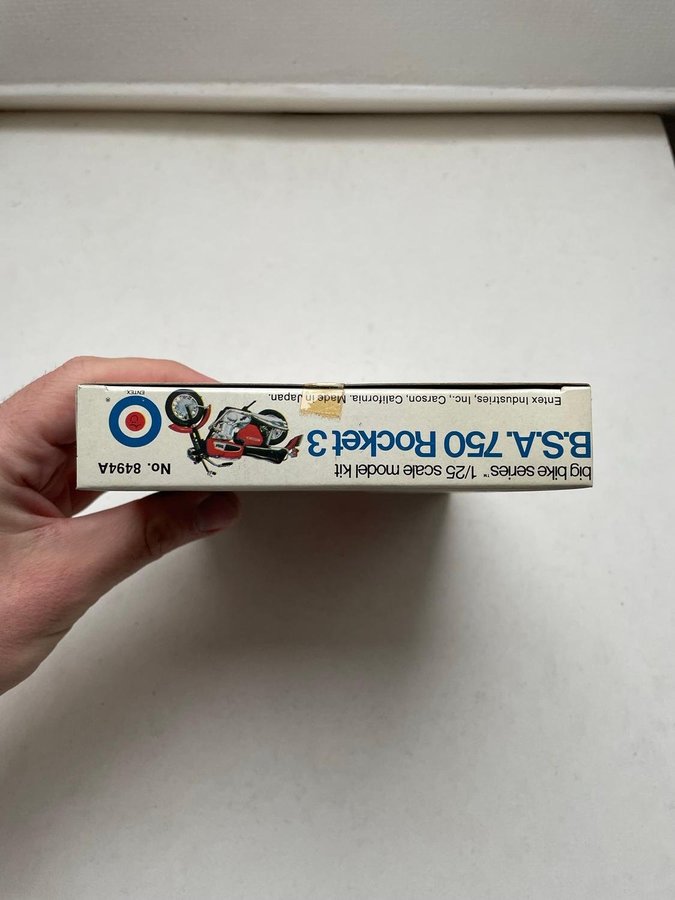 big bike series™ 1/25 scale model kit
B.S.A. 750 Rocket 3
Entex Industries, Inc., Carson, California. Made in Japan.
No. 8494A
ENTEX
®